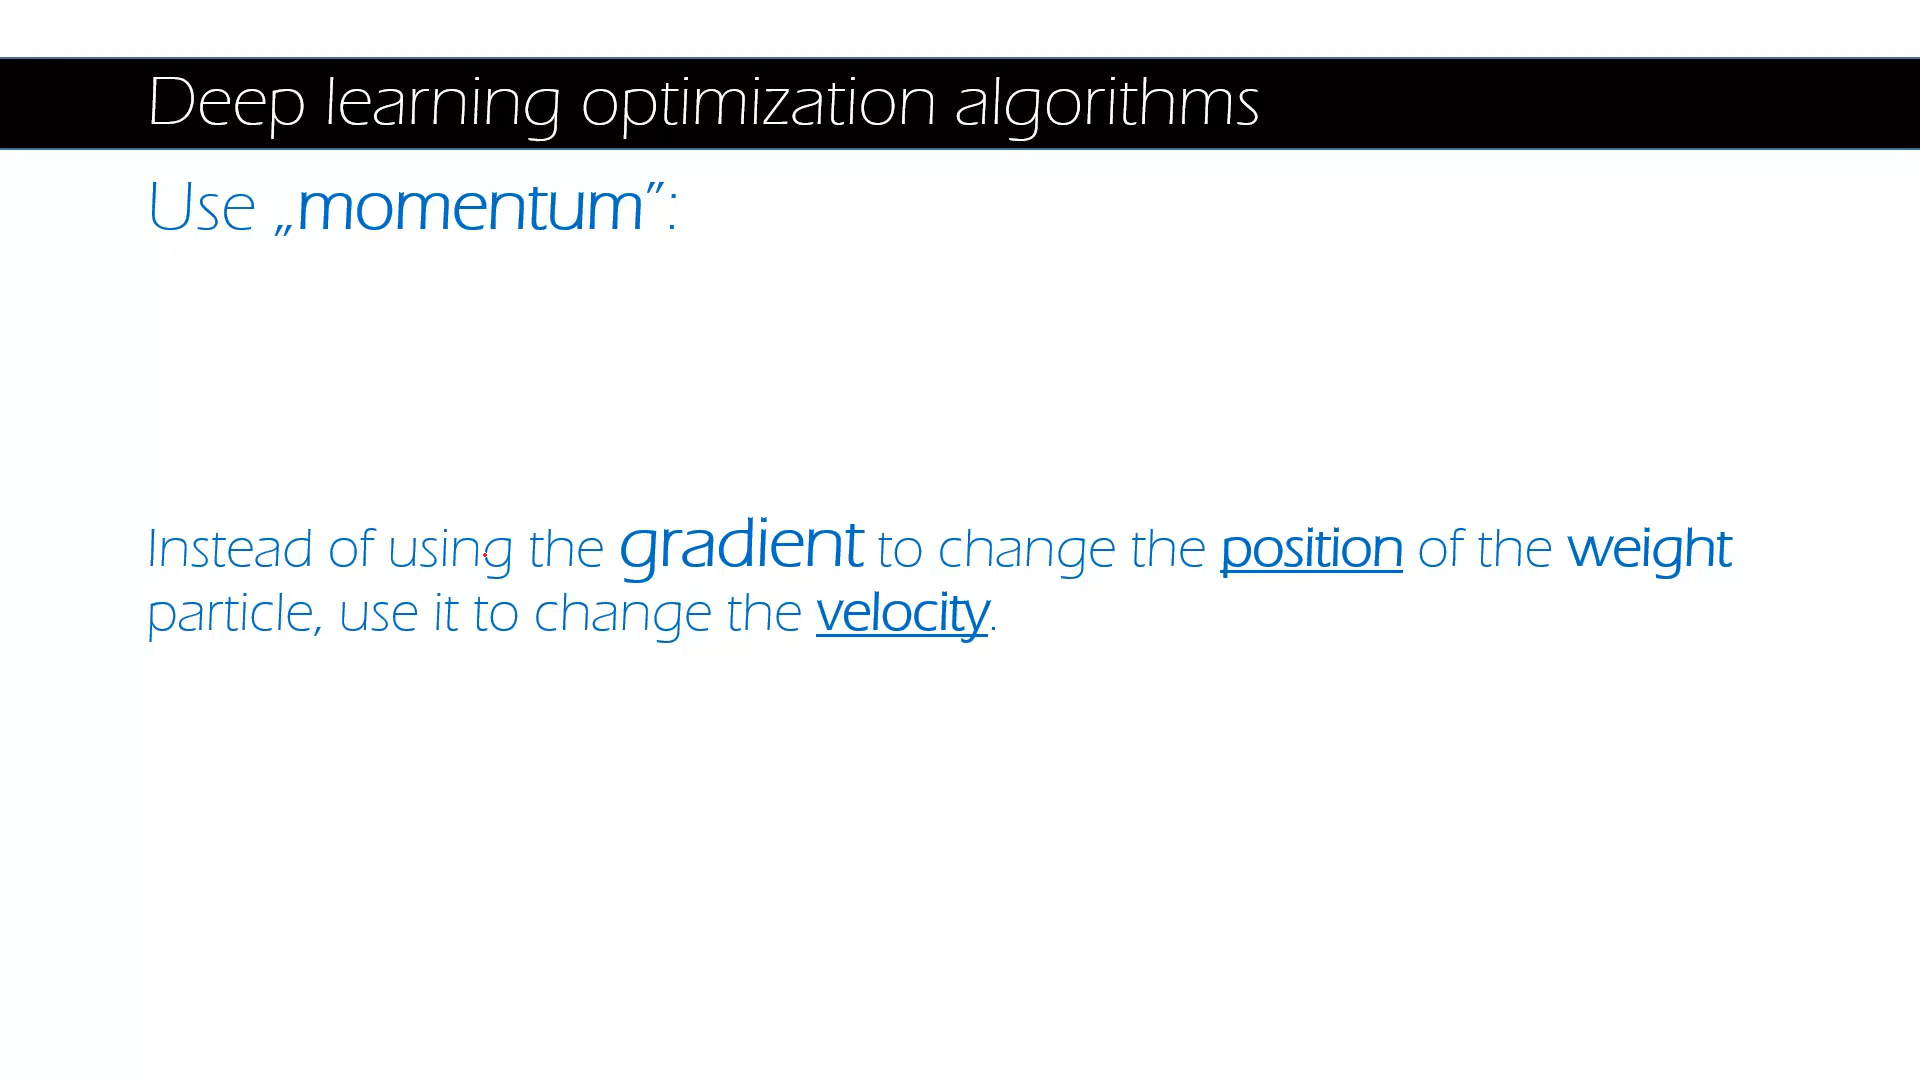 Deep learning optimization algorithms
Use „momentum”:
Instead of using the gradient to change the position of the weight
particle, use it to change the velocity.